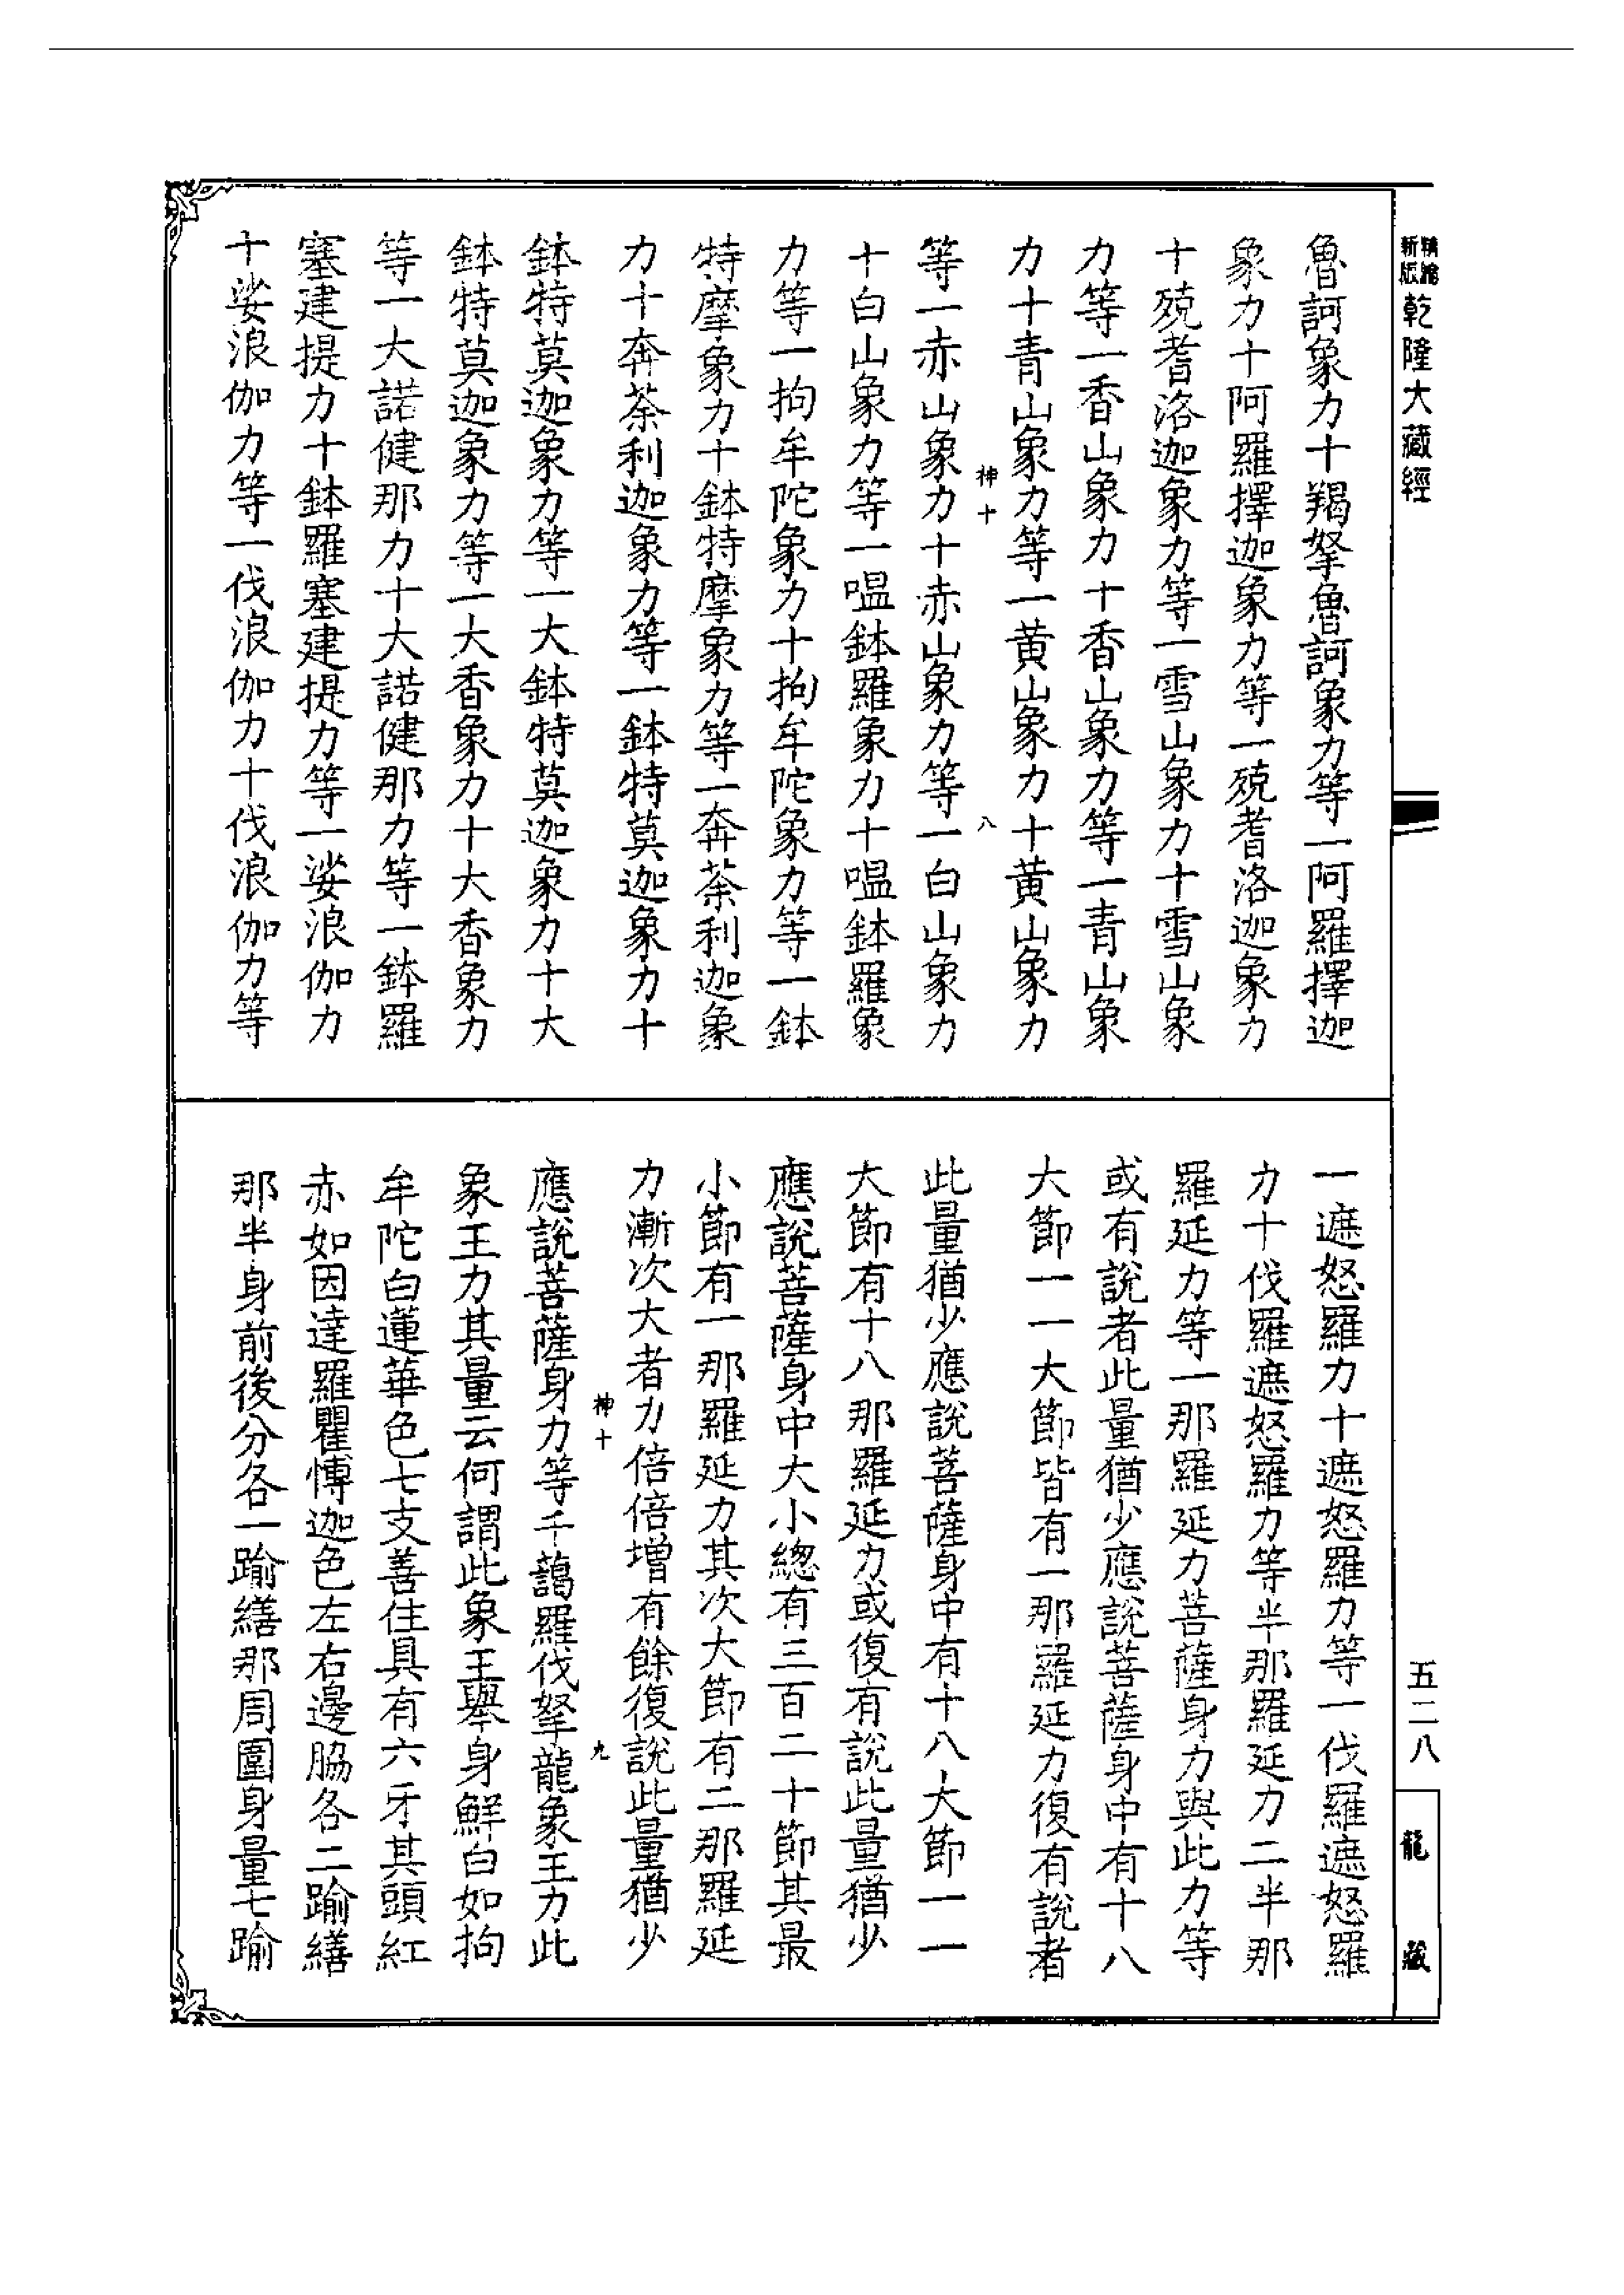 精編新版乾隆大藏經
五二八
龍藏
魯訶象力十羯拏魯訶象力等一阿羅擇迦
象力十阿羅擇迦象力等一殑耆洛迦象力
十殑耆洛迦象力等一雪山象力十雪山象
力等一香山象力十香山象力等一青山象
力十青山象力等一黃山象力十黃山象力
神十 八
等一赤山象力十赤山象力等一白山象力
十白山象力等一嗢鉢羅象力十嗢鉢羅象
力等一拘牟陀象力十拘牟陀象力等一鉢
特摩象力十鉢特摩象力等一奔荼利迦象
力十奔荼利迦象力等一鉢特莫迦象力十
鉢特莫迦象力等一大鉢特莫迦象力十大
鉢特莫迦象力等一大香象力十大香象力
等一大諾健那力十大諾健那力等一鉢羅
塞建提力十鉢羅塞建提力等一娑浪伽力
十娑浪伽力等一伐浪伽力十伐浪伽力等
一遮怒羅力十遮怒羅力等一伐羅遮怒羅
力十伐羅遮怒羅力等半那羅延力二半那
羅延力等一那羅延力菩薩身力與此力等
或有說者此量猶少應說菩薩身中有十八
大節一一大節皆有一那羅延力復有說者
此量猶少應說菩薩身中有十八大節一一
大節有十八那羅延力或復有說此量猶少
應說菩薩身中大小總有三百二十節其最
小節有一那羅延力其次大節有二那羅延
力漸次大者力倍倍增有餘復說此量猶少
神十 九
應說菩薩身力等千藹羅伐拏龍象王力此
象王力其量云何謂此象王舉身鮮白如拘
牟陀白蓮華色七支善住具有六牙其頭紅
赤如因達羅瞿愽迦色左右邊脇各二踰繕
那半身前後分各一踰繕那周圍身量七踰